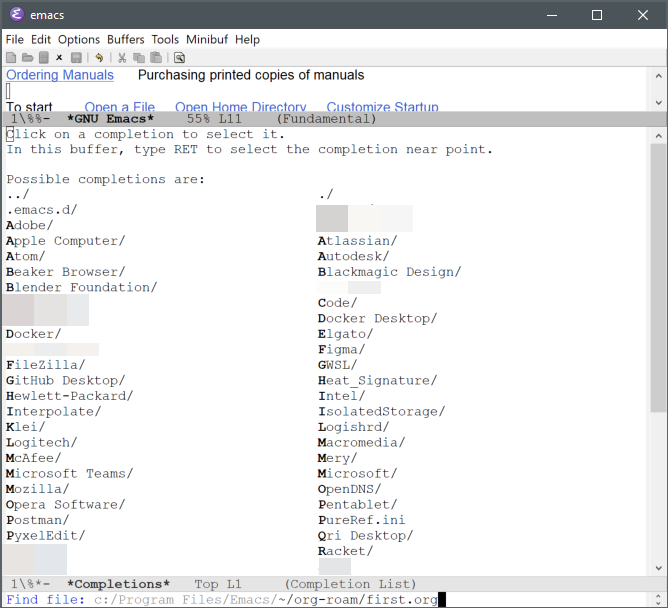 emacs
File Edit Options Buffers Tools Minibuf Help
Ordering Manuals Purchasing printed copies of manuals
To start Open a File Open Home Directory Customize Startup
1\%%- *GNU Emacs* 55% L11 (Fundamental)
Click on a completion to select it.
In this buffer, type RET to select the completion near point.
Possible completions are:
../ ./
.emacs.d/
Adobe/
Apple Computer/ Atlassian/
Atom/ Autodesk/
Beaker Browser/ Blackmagic Design/
Blender Foundation/
Code/
Docker Desktop/
Docker/ Elgato/
Figma/
FileZilla/ GWSL/
GitHub Desktop/ Heat_Signature/
Hewlett-Packard/ Intel/
Interpolate/ IsolatedStorage/
Klei/ Logishrd/
Logitech/ Macromedia/
McAfee/ Mery/
Microsoft Teams/ Microsoft/
Mozilla/ OpenDNS/
Opera Software/ Pentablet/
Postman/ PureRef.ini
PyxelEdit/ Qri Desktop/
Racket/
1\%*- *Completions* Top L1 (Completion List)
Find file: c:/Program Files/Emacs/~/org-roam/first.org